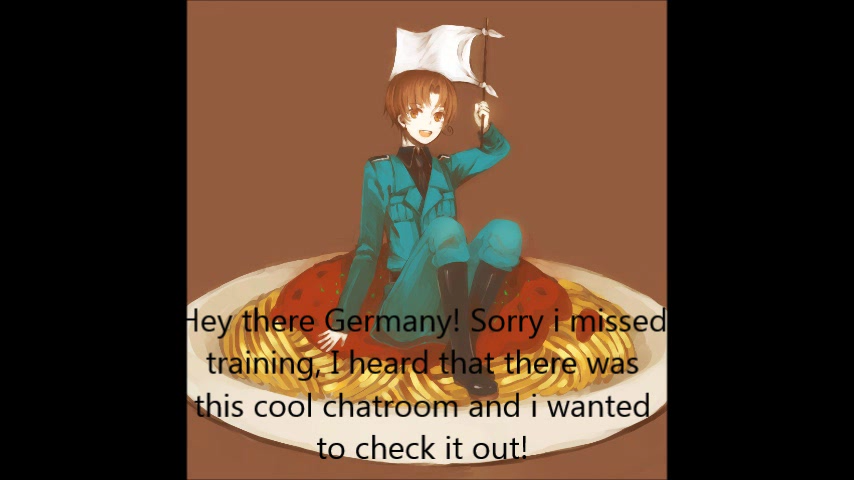 Hey there Germany! Sorry i missed
training, I heard that there was
this cool chatroom and i wanted
to check it out!